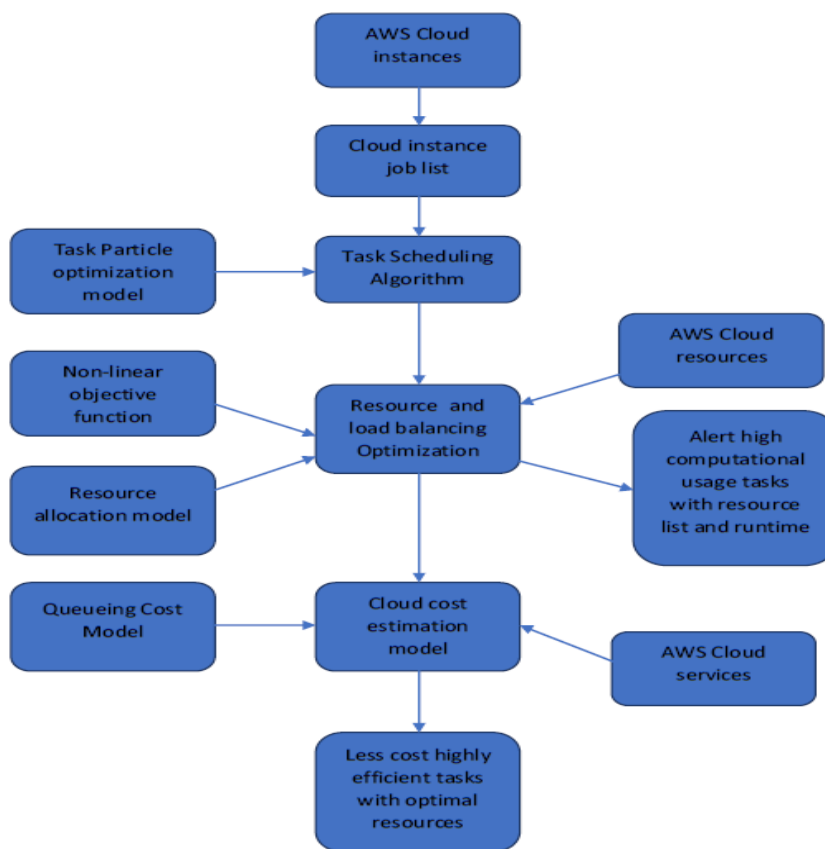 AWS Cloud
instances
Cloud instance
job list
Task Particle
optimization
model
Task Scheduling
Algorithm
AWS Cloud
resources
Non-linear
objective
function
Resource and
load balancing
Optimization
Alert high
computational
usage tasks
with resource
list and runtime
Resource
allocation model
Queueing Cost
Model
Cloud cost
estimation
model
AWS Cloud
services
Less cost highly
efficient tasks
with optimal
resources